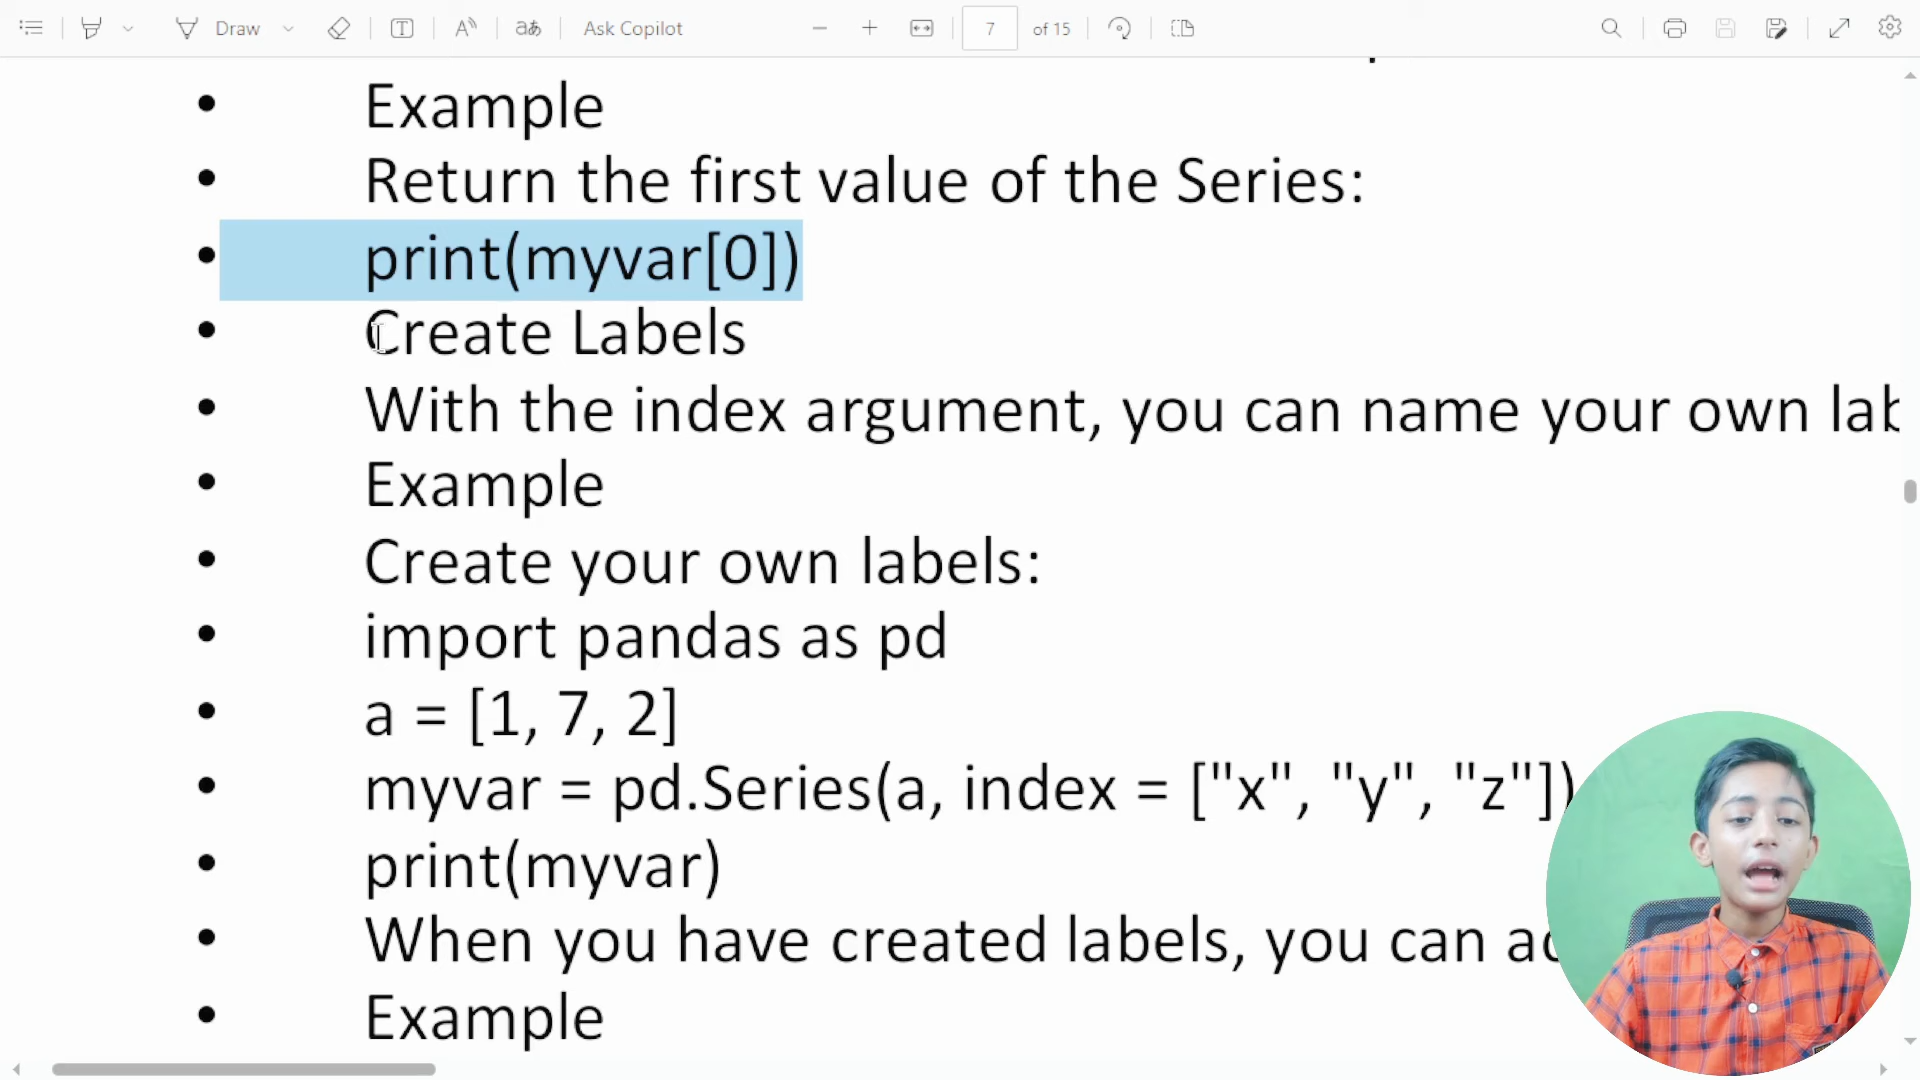 Draw
Ask Copilot
7 of 15
Example
Return the first value of the Series:
print(myvar[0])
Create Labels
With the index argument, you can name your own lab
Example
Create your own labels:
import pandas as pd
a = [1, 7, 2]
myvar = pd.Series(a, index = ["x", "y", "z"])
print(myvar)
When you have created labels, you can ac
Example